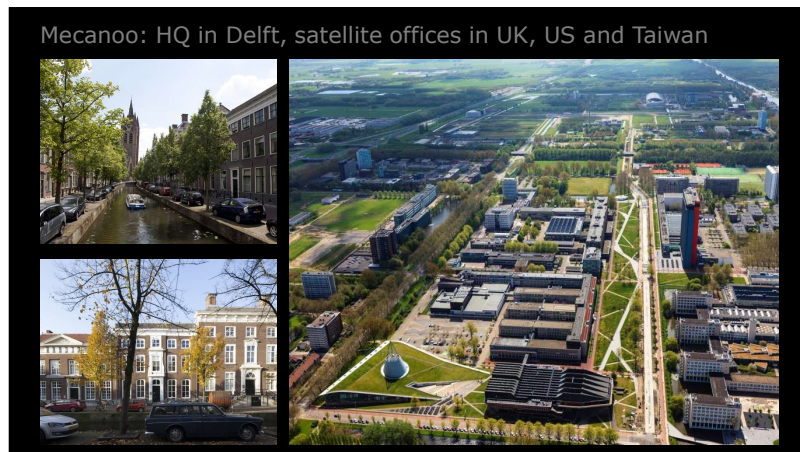 Mecanoo: HQ in Delft, satellite offices in UK, US and Taiwan